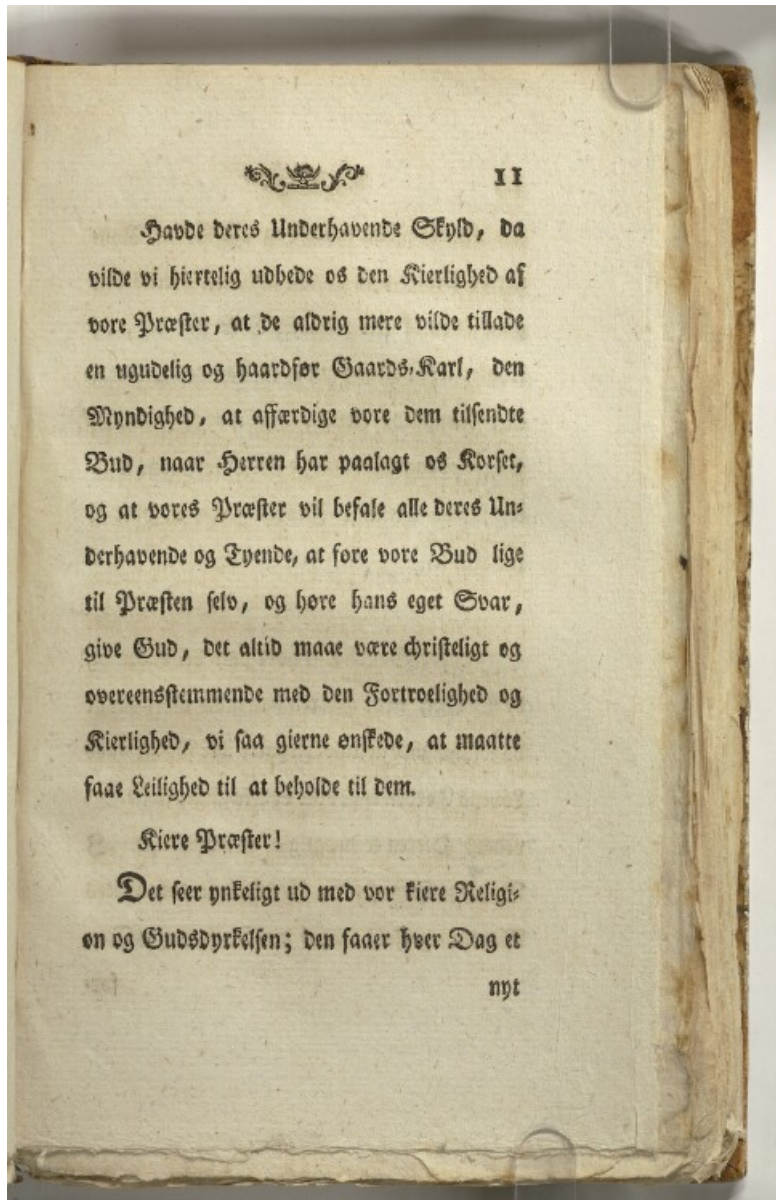 11
Havde deres Underhavende Skyld, da
vilde vi hiertelig udbede os den Kierlighed af
vore Præster, at de aldrig mere vilde tillade
en ugudelig og haardfør Gaards-Karl, den
Myndighed, at affærdige vore dem tilsendte
Bud, naar Herren har paalagt os Korset,
og at vores Præster vil befale alle deres Un-
derhavende og Tyende, at føre vore Bud lige
til Præsten selv, og høre hans eget Svar,
give Gud, det altid maae være christeligt og
overeensstemmende med den Fortroelighed og
Kierlighed, vi saa gierne ønskede, at maatte
faae Leilighed til at beholde til dem.
Kiere Præster!
Det seer ynkeligt ud med vor kiere Religi-
on og Gudsdyrkelsen; den faaer hver Dag et
nyt